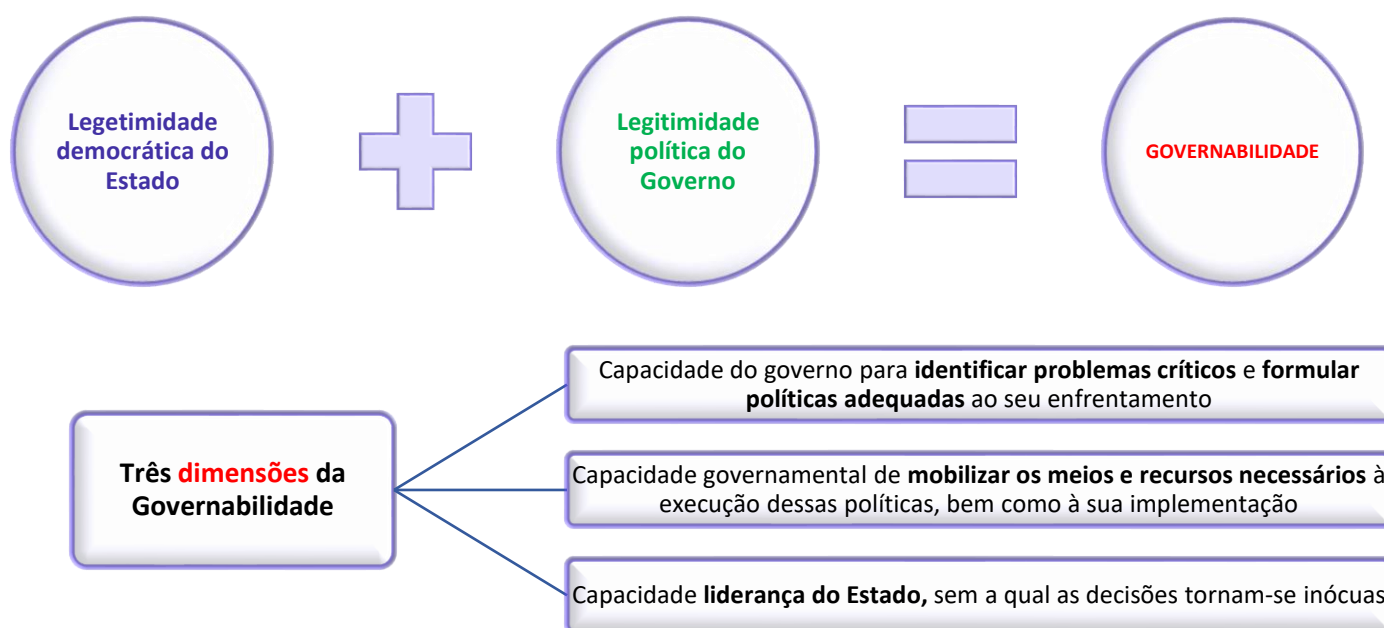 Legetimidade
democrática do
Estado
Legitimidade
política do
Governo
GOVERNABILIDADE
Três dimensões da
Governabilidade
Capacidade do governo para identificar problemas críticos e formular
políticas adequadas ao seu enfrentamento
Capacidade governamental de mobilizar os meios e recursos necessários à
execução dessas políticas, bem como à sua implementação
Capacidade liderança do Estado, sem a qual as decisões tornam-se inócuas